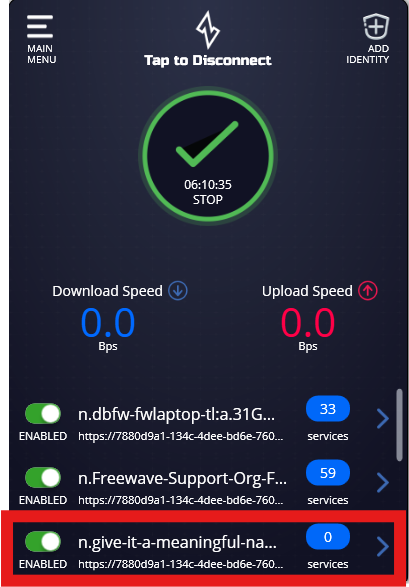 MAIN
MENU
Tap to Disconnect
ADD
IDENTITY
06:10:35
STOP
Download Speed
0.0
Bps
Upload Speed
0.0
Bps
n.dbfw-fwlaptop-tl:a.31G...
33
ENABLED
https://7880d9a1-134c-4dee-bd6e-760...
services
n.Freewave-Support-Org-F...
59
ENABLED
https://7880d9a1-134c-4dee-bd6e-760...
services
n.give-it-a-meaningful-na...
0
ENABLED
https://7880d9a1-134c-4dee-bd6e-760...
services